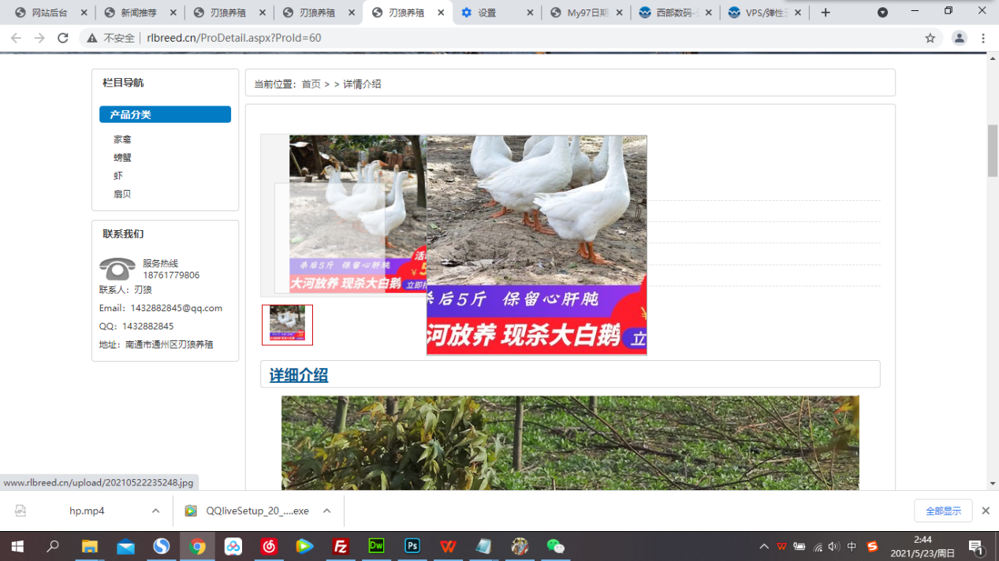 网站后台
新闻推荐
刃狼养殖
刃狼养殖
刃狼养殖
设置
My97日期
西部数码-
VPS/弹性
不安全
rlbreed.cn/ProDetail.aspx?ProId=60
栏目导航
产品分类
家禽
螃蟹
虾
扇贝
联系我们
服务热线
18761779806
联系人：刃狼
Email：1432882845@qq.com
QQ：1432882845
地址：南通市通州区刃狼养殖
当前位置：首页 > > 详情介绍
杀后5斤 保留心肝肫
大河放养 现杀大白鹅
活
¥5
立即抢
杀后5斤 保留心肝肫
河放养 现杀大白鹅
¥
立
详细介绍
www.rlbreed.cn/upload/20210522235248.jpg
MP4
hp.mp4
QQliveSetup_20_....exe
全部显示
Fz
Dw
Ps
中
2:44
2021/5/23/周日
1